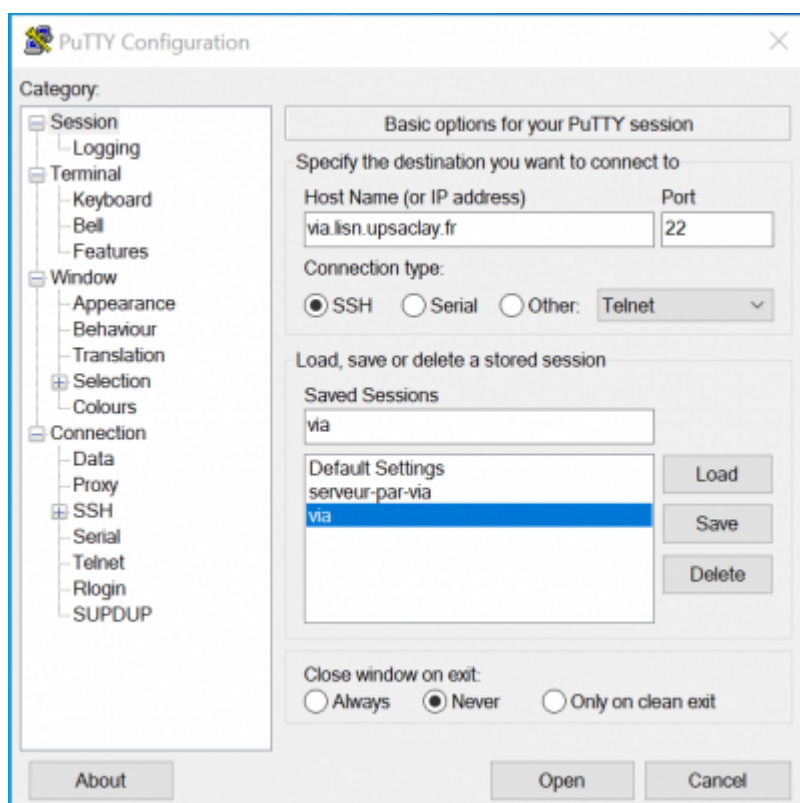 PuTTY Configuration
Category:
Session
Logging
Terminal
Keyboard
Bell
Features
Window
Appearance
Behaviour
Translation
Selection
Colours
Connection
Data
Proxy
SSH
Serial
Telnet
Rlogin
SUPDUP
Basic options for your PuTTY session
Specify the destination you want to connect to
Host Name (or IP address) Port
via.lisn.upsaclay.fr 22
Connection type:
SSH Serial Other: Telnet
Load, save or delete a stored session
Saved Sessions
via
Default Settings
serveur-par-via
via
Load
Save
Delete
Close window on exit:
Always Never Only on clean exit
About Open Cancel